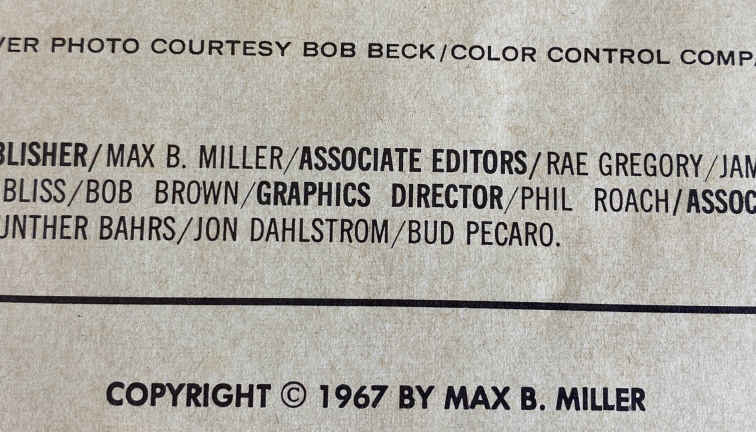 VER PHOTO COURTESY BOB BECK/COLOR CONTROL COMPA
BLISHER/MAX B. MILLER/ASSOCIATE EDITORS/RAE GREGORY/JAM
BLISS/BOB BROWN/GRAPHICS DIRECTOR/PHIL ROACH/ASSOC
UNTHER BAHRS/JON DAHLSTROM/BUD PECARO.
COPYRIGHT © 1967 BY MAX B. MILLER